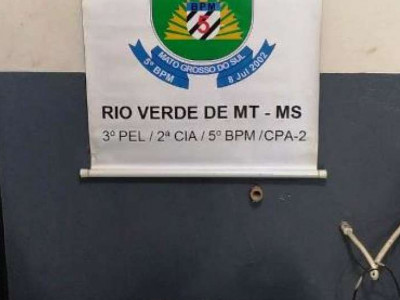 BPM
5
MATO GROSSO DO SUL
5º BPM 8 Jul 2002
RIO VERDE DE MT - MS
3º PEL / 2ª CIA / 5º BPM /CPA-2